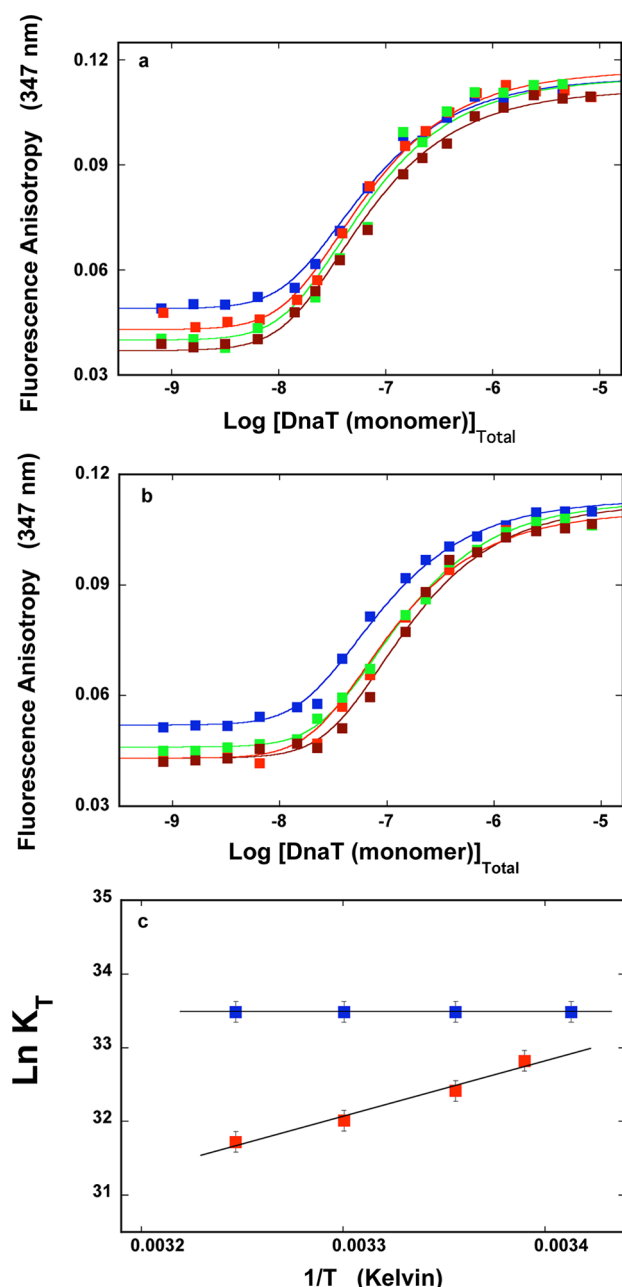 a
0.12
0.09
0.06
0.03
Fluorescence Anisotropy (347 nm)
-9 -8 -7 -6 -5
Log [DnaT (monomer)]Total
b
0.12
0.09
0.06
0.03
Fluorescence Anisotropy (347 nm)
-9 -8 -7 -6 -5
Log [DnaT (monomer)]Total
c
35
34
33
32
31
Ln KT
0.0032 0.0033 0.0034
1/T (Kelvin)